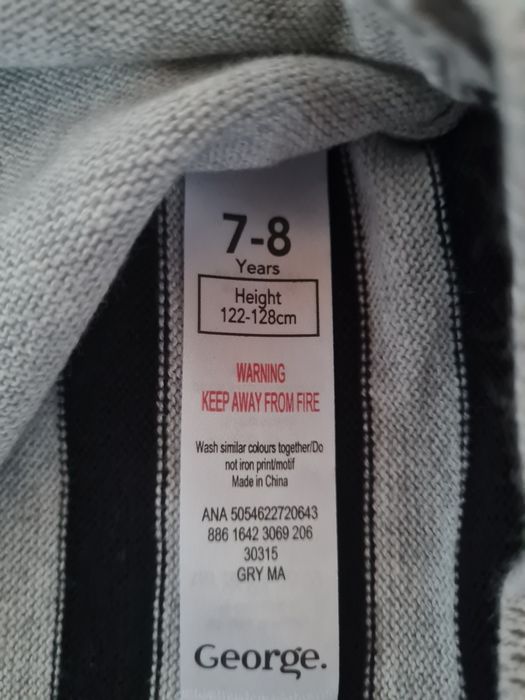 7-8
Years
Height
122-128cm
WARNING
KEEP AWAY FROM FIRE
Wash similar colours together/Do
not iron print/motif
Made in China
ANA 5054622720643
886 1642 3069 206
30315
GRY MA
George.